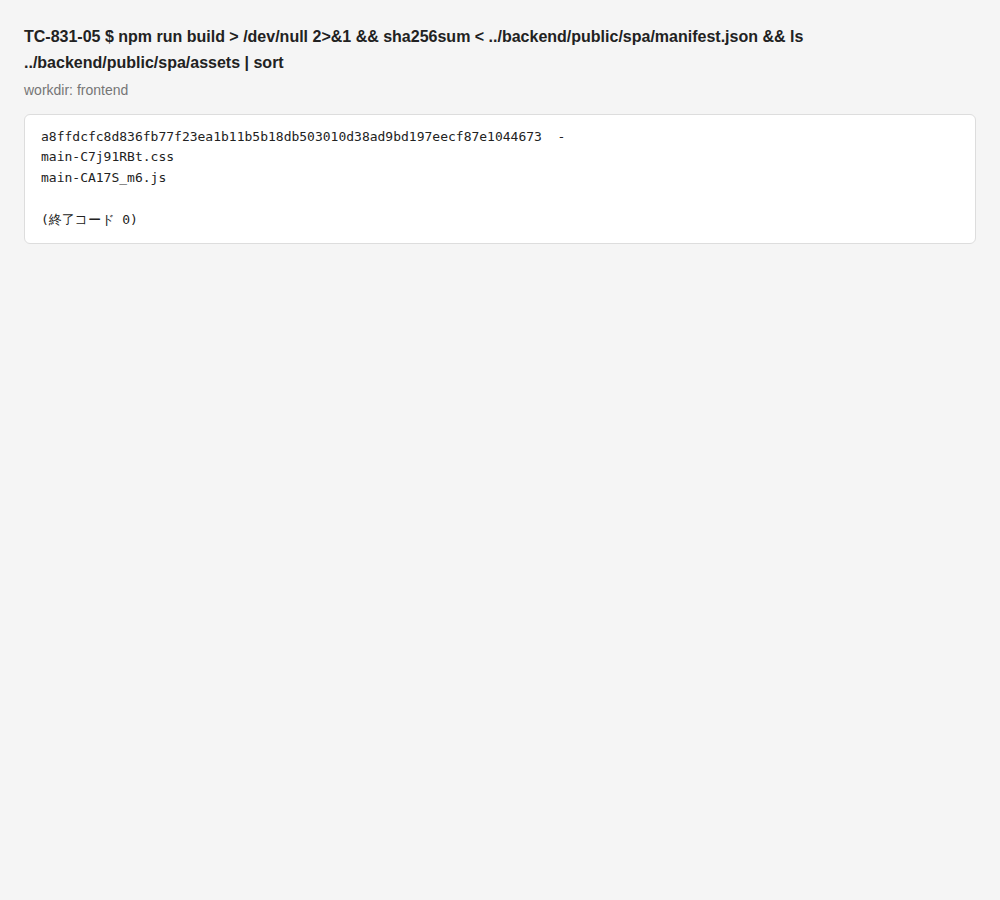 TC-831-05 $ npm run build > /dev/null 2>&1 && sha256sum < ../backend/public/spa/manifest.json && ls
../backend/public/spa/assets | sort
workdir: frontend
a8ffdcfc8d836fb77f23ea1b11b5b18db503010d38ad9bd197eecf87e1044673  -
main-C7j91RBt.css
main-CA17S_m6.js
(終了コード 0)